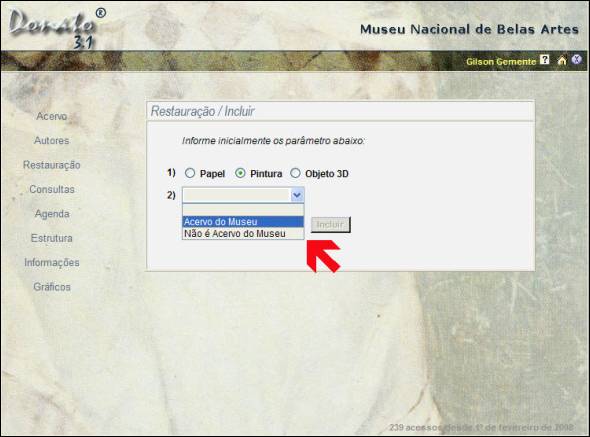 Donato ®
3.1
Museu Nacional de Belas Artes
Gilson Gemente ?
Acervo
Autores
Restauração
Consultas
Agenda
Estrutura
Informações
Gráficos
Restauração / Incluir
Informe inicialmente os parâmetro abaixo:
1) Papel Pintura Objeto 3D
2)
Acervo do Museu
Não é Acervo do Museu
Incluir
239 acessos desde 1º de fevereiro de 2008